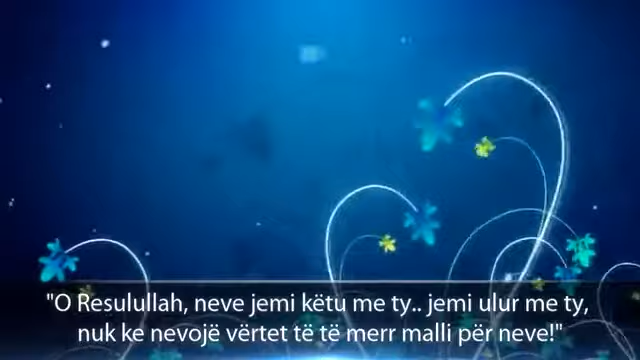 "O Resulullah, neve jemi këtu me ty.. jemi ulur me ty,
nuk ke nevojë vërtet të të merr malli për neve!"